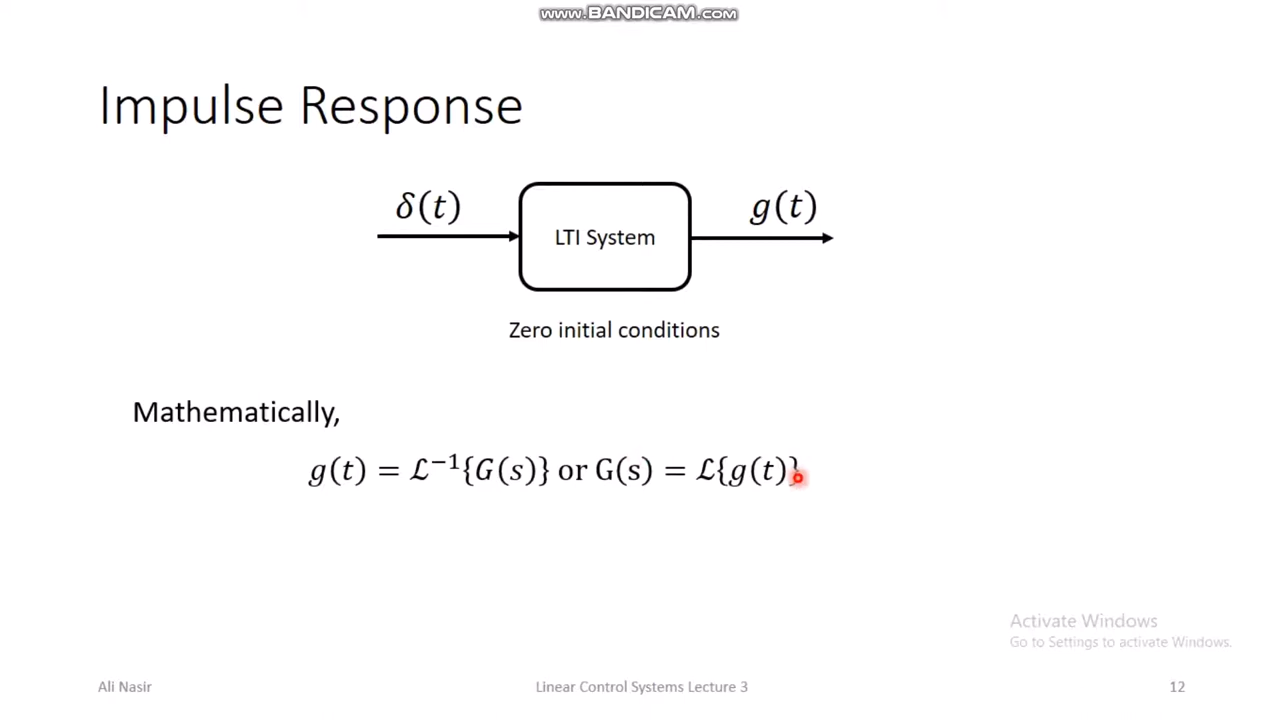 www.BANDICAM.com
Impulse Response
δ(t)
g(t)
LTI System
Zero initial conditions
Mathematically,
g(t) = ℒ⁻¹{G(s)} or G(s) = ℒ{g(t)}
Activate Windows
Go to Settings to activate Windows.
Ali Nasir
Linear Control Systems Lecture 3
12